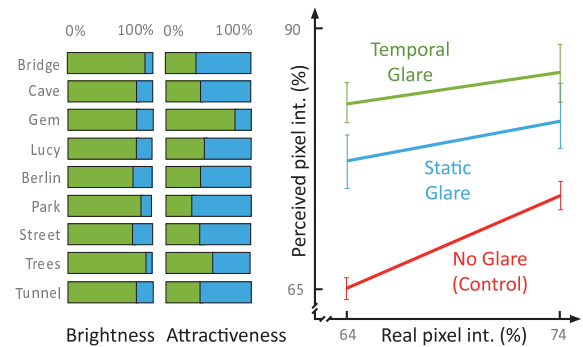 0% 100% 0% 100%
Bridge
Cave
Gem
Lucy
Berlin
Park
Street
Trees
Tunnel
Brightness Attractiveness
90
65
Perceived pixel int. (%)
Temporal
Glare
Static
Glare
No Glare
(Control)
64 Real pixel int. (%) 74